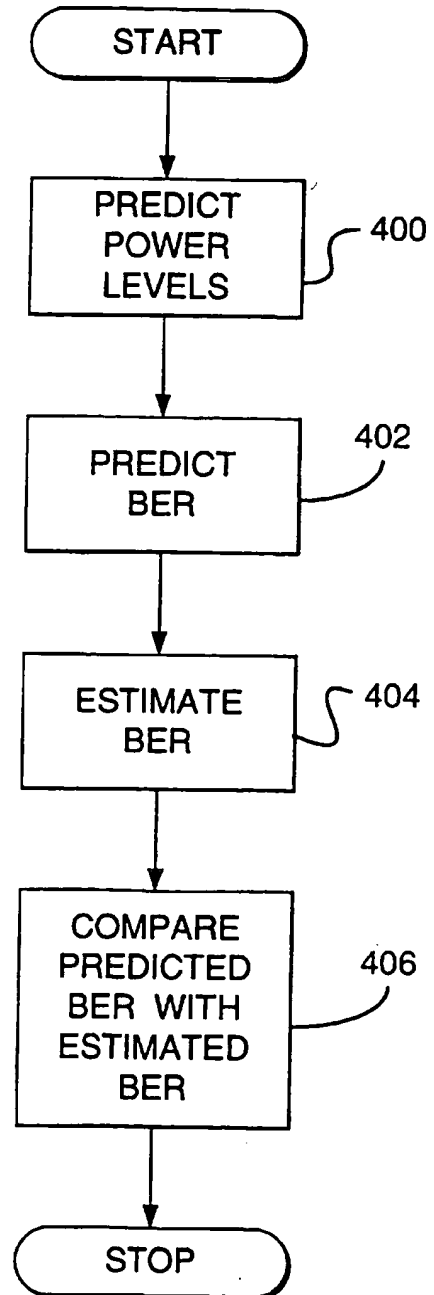 START
PREDICT
POWER
LEVELS
400
PREDICT
BER
402
ESTIMATE
BER
404
COMPARE
PREDICTED
BER WITH
ESTIMATED
BER
406
STOP